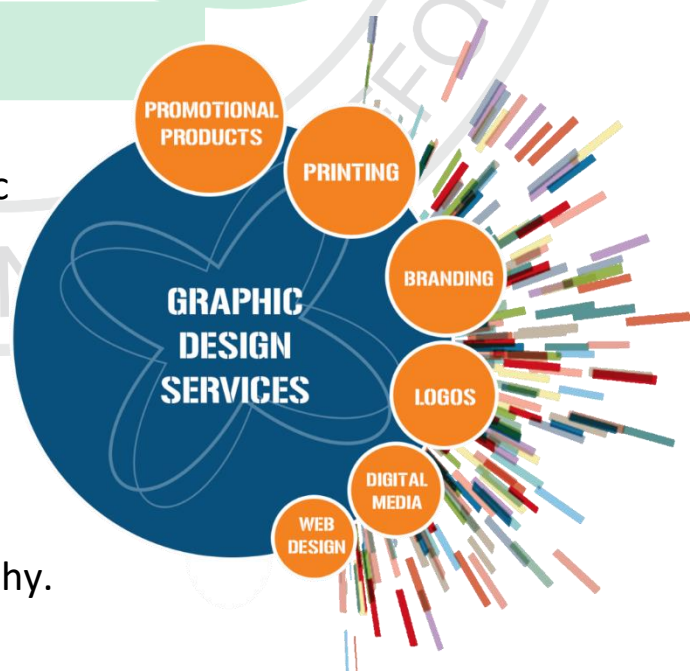 PROMOTIONAL
PRODUCTS
PRINTING
c
BRANDING
GRAPHIC
DESIGN
SERVICES
LOGOS
DIGITAL
MEDIA
WEB
DESIGN
hy.